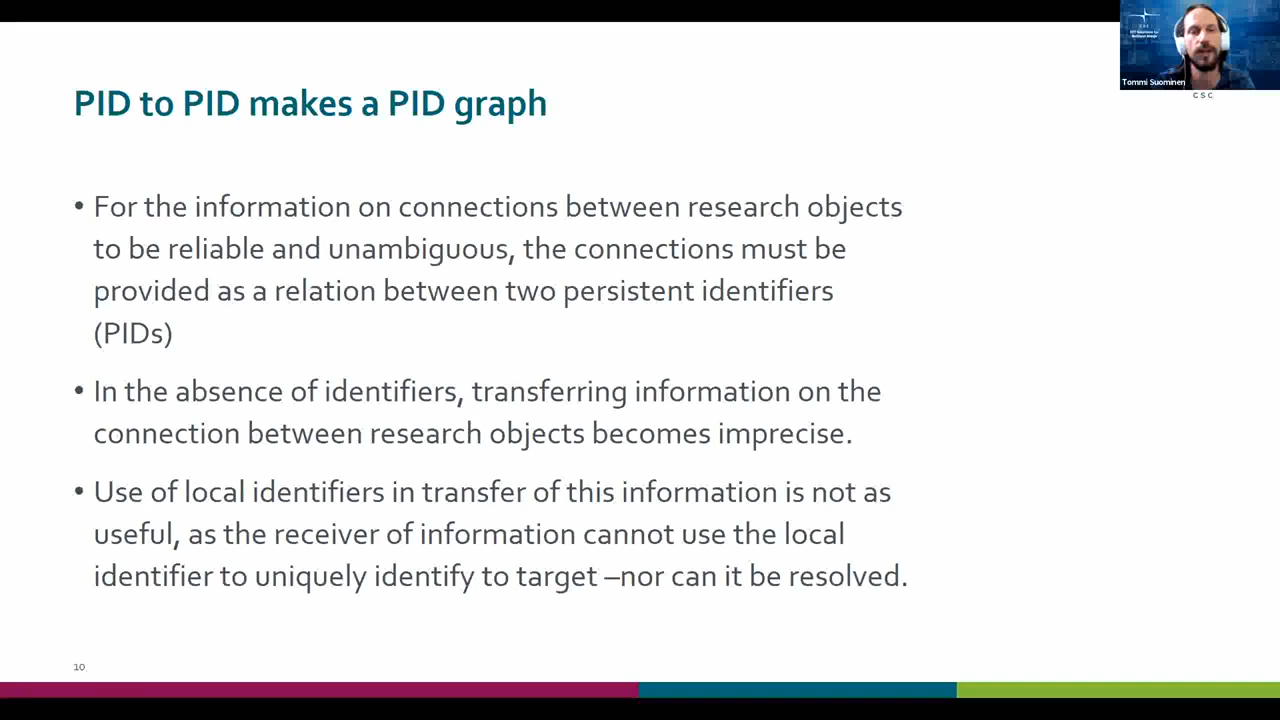 PID to PID makes a PID graph
• For the information on connections between research objects
to be reliable and unambiguous, the connections must be
provided as a relation between two persistent identifiers
(PIDs)
• In the absence of identifiers, transferring information on the
connection between research objects becomes imprecise.
• Use of local identifiers in transfer of this information is not as
useful, as the receiver of information cannot use the local
identifier to uniquely identify to target –nor can it be resolved.
10
Tommi Suominen
CSC